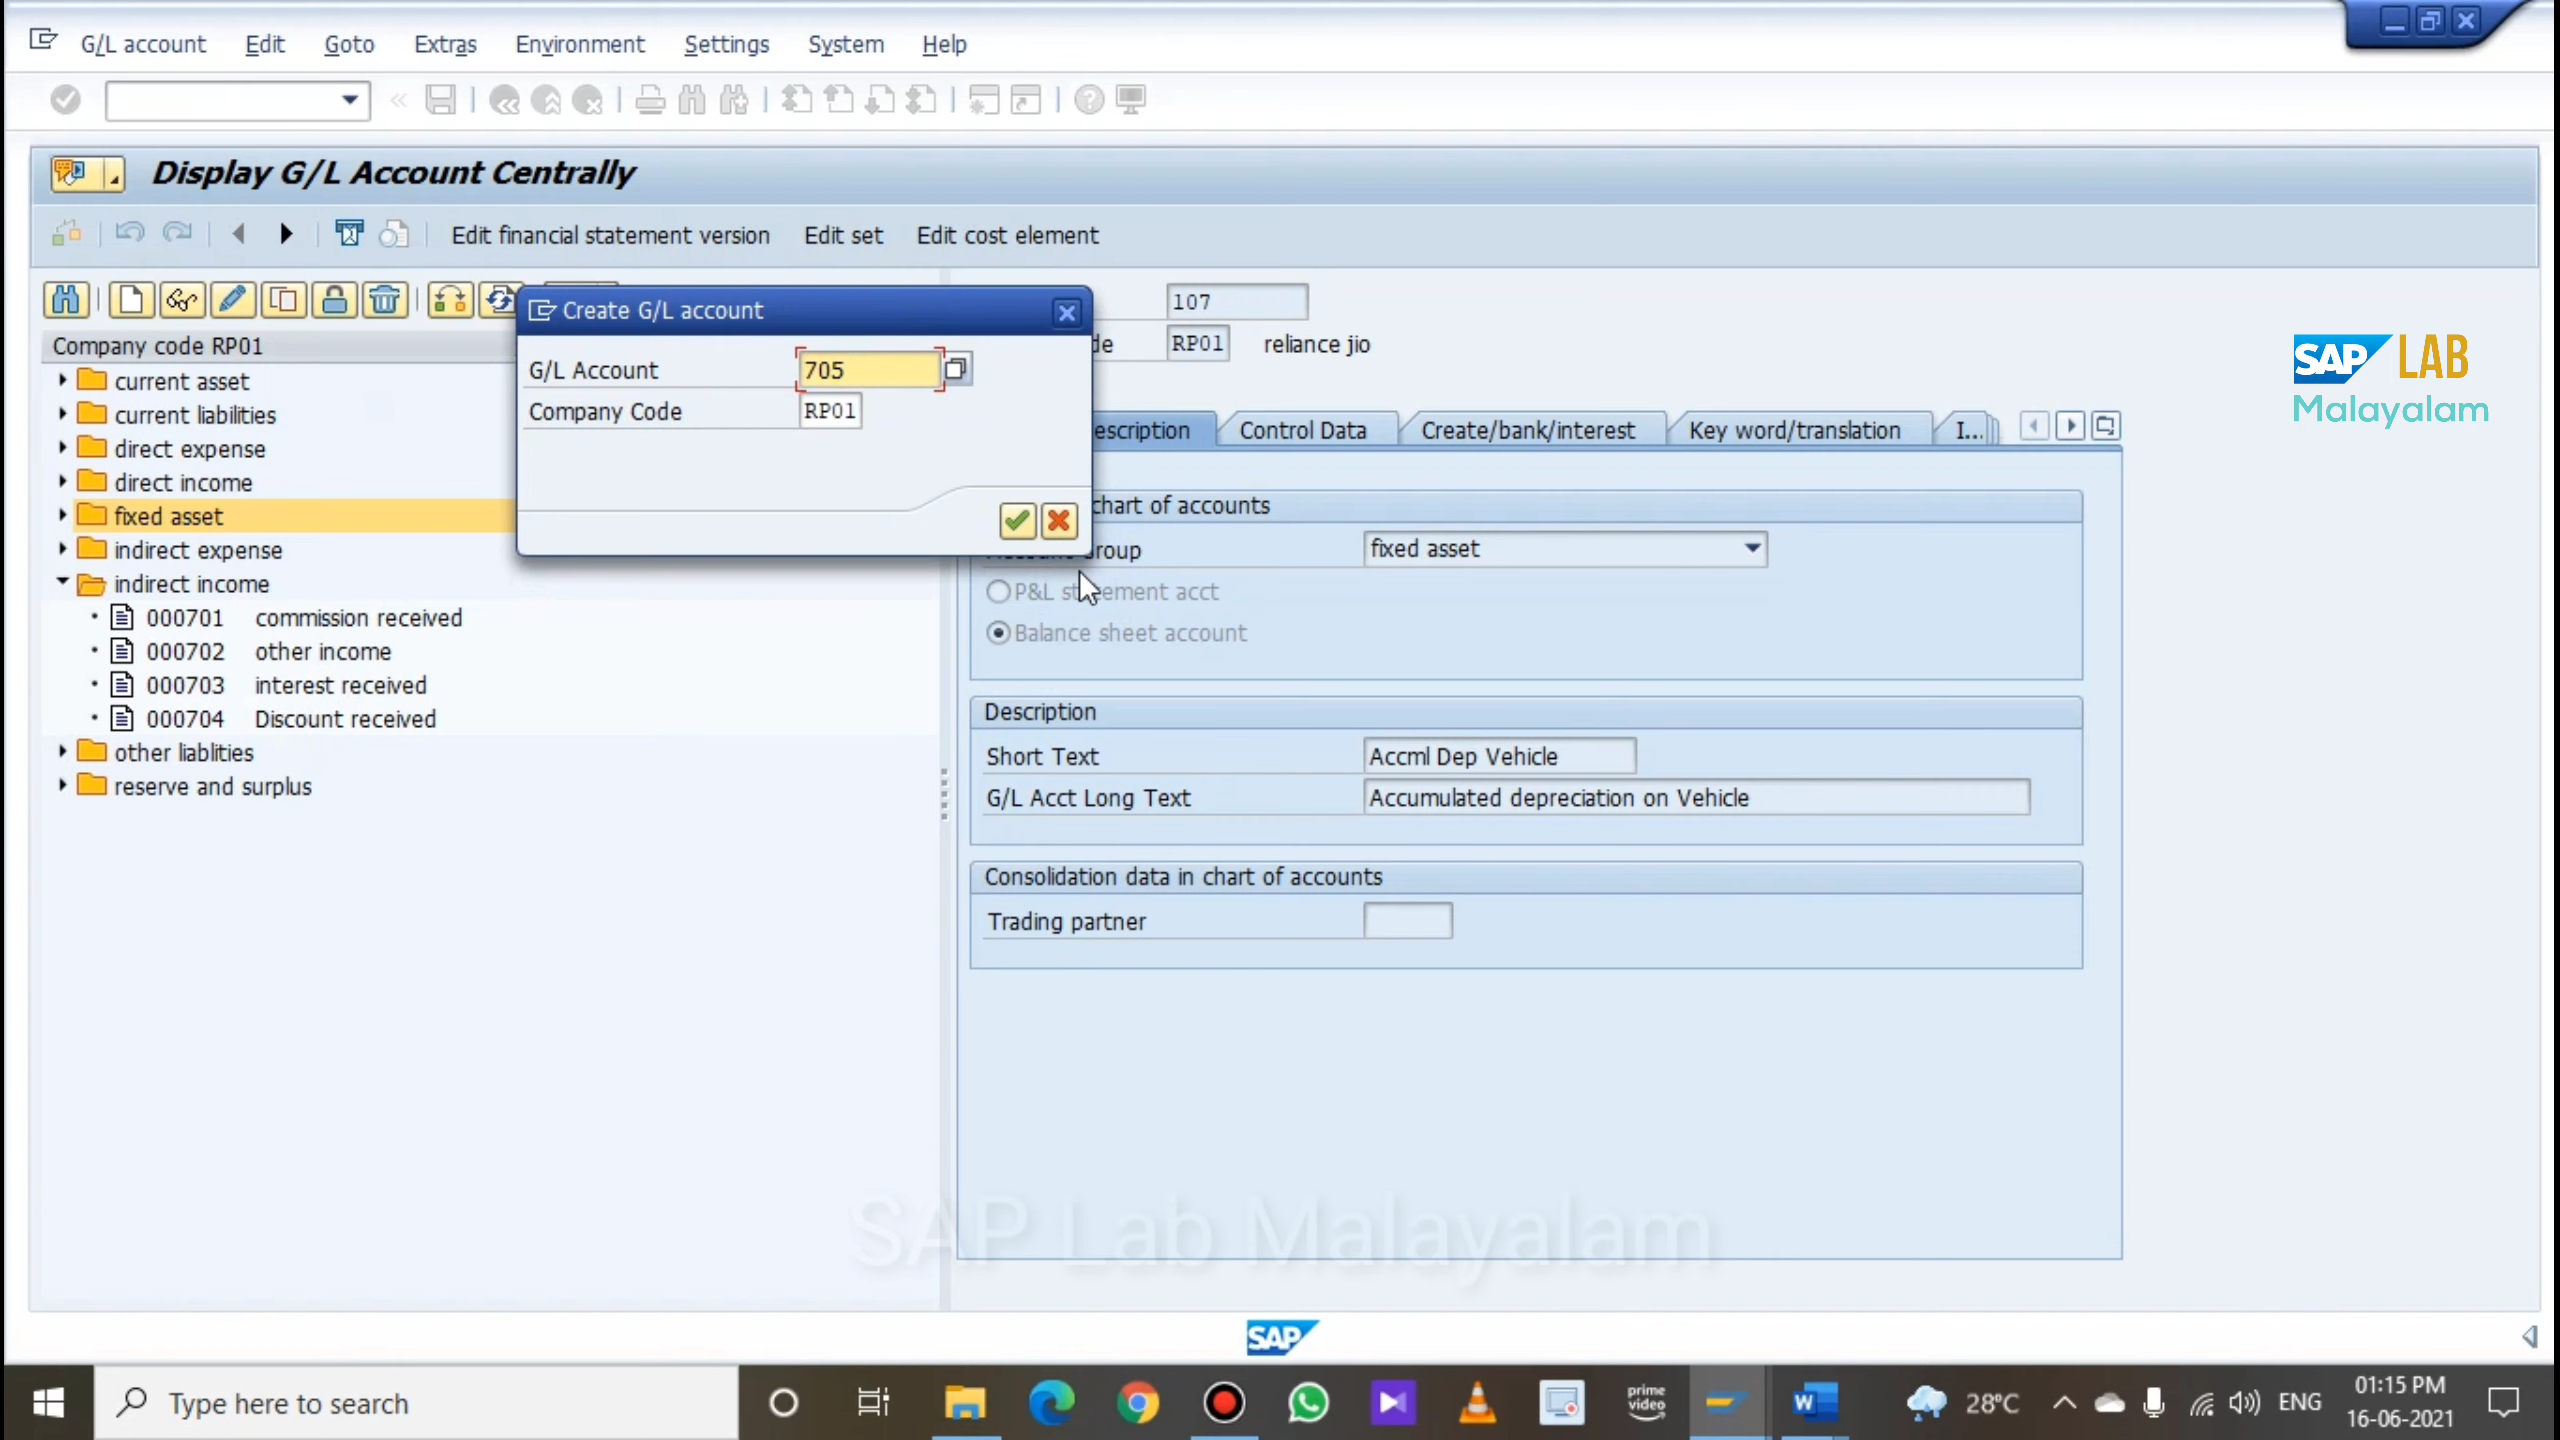 G/L account Edit Goto Extras Environment Settings System Help
Display G/L Account Centrally
Edit financial statement version Edit set Edit cost element
Create G/L account
G/L Account 705
Company Code RP01
107
de RP01 reliance jio
Company code RP01
current asset
current liabilities
direct expense
direct income
fixed asset
indirect expense
indirect income
000701 commission received
000702 other income
000703 interest received
000704 Discount received
other liablities
reserve and surplus
escription Control Data Create/bank/interest Key word/translation I...
chart of accounts
roup fixed asset
P&L statement acct
Balance sheet account
Description
Short Text Accml Dep Vehicle
G/L Acct Long Text Accumulated depreciation on Vehicle
Consolidation data in chart of accounts
Trading partner
SAP LAB
Malayalam
SAP Lab Malayalam
SAP
Type here to search
prime
video
W
28°C
ENG
01:15 PM
16-06-2021